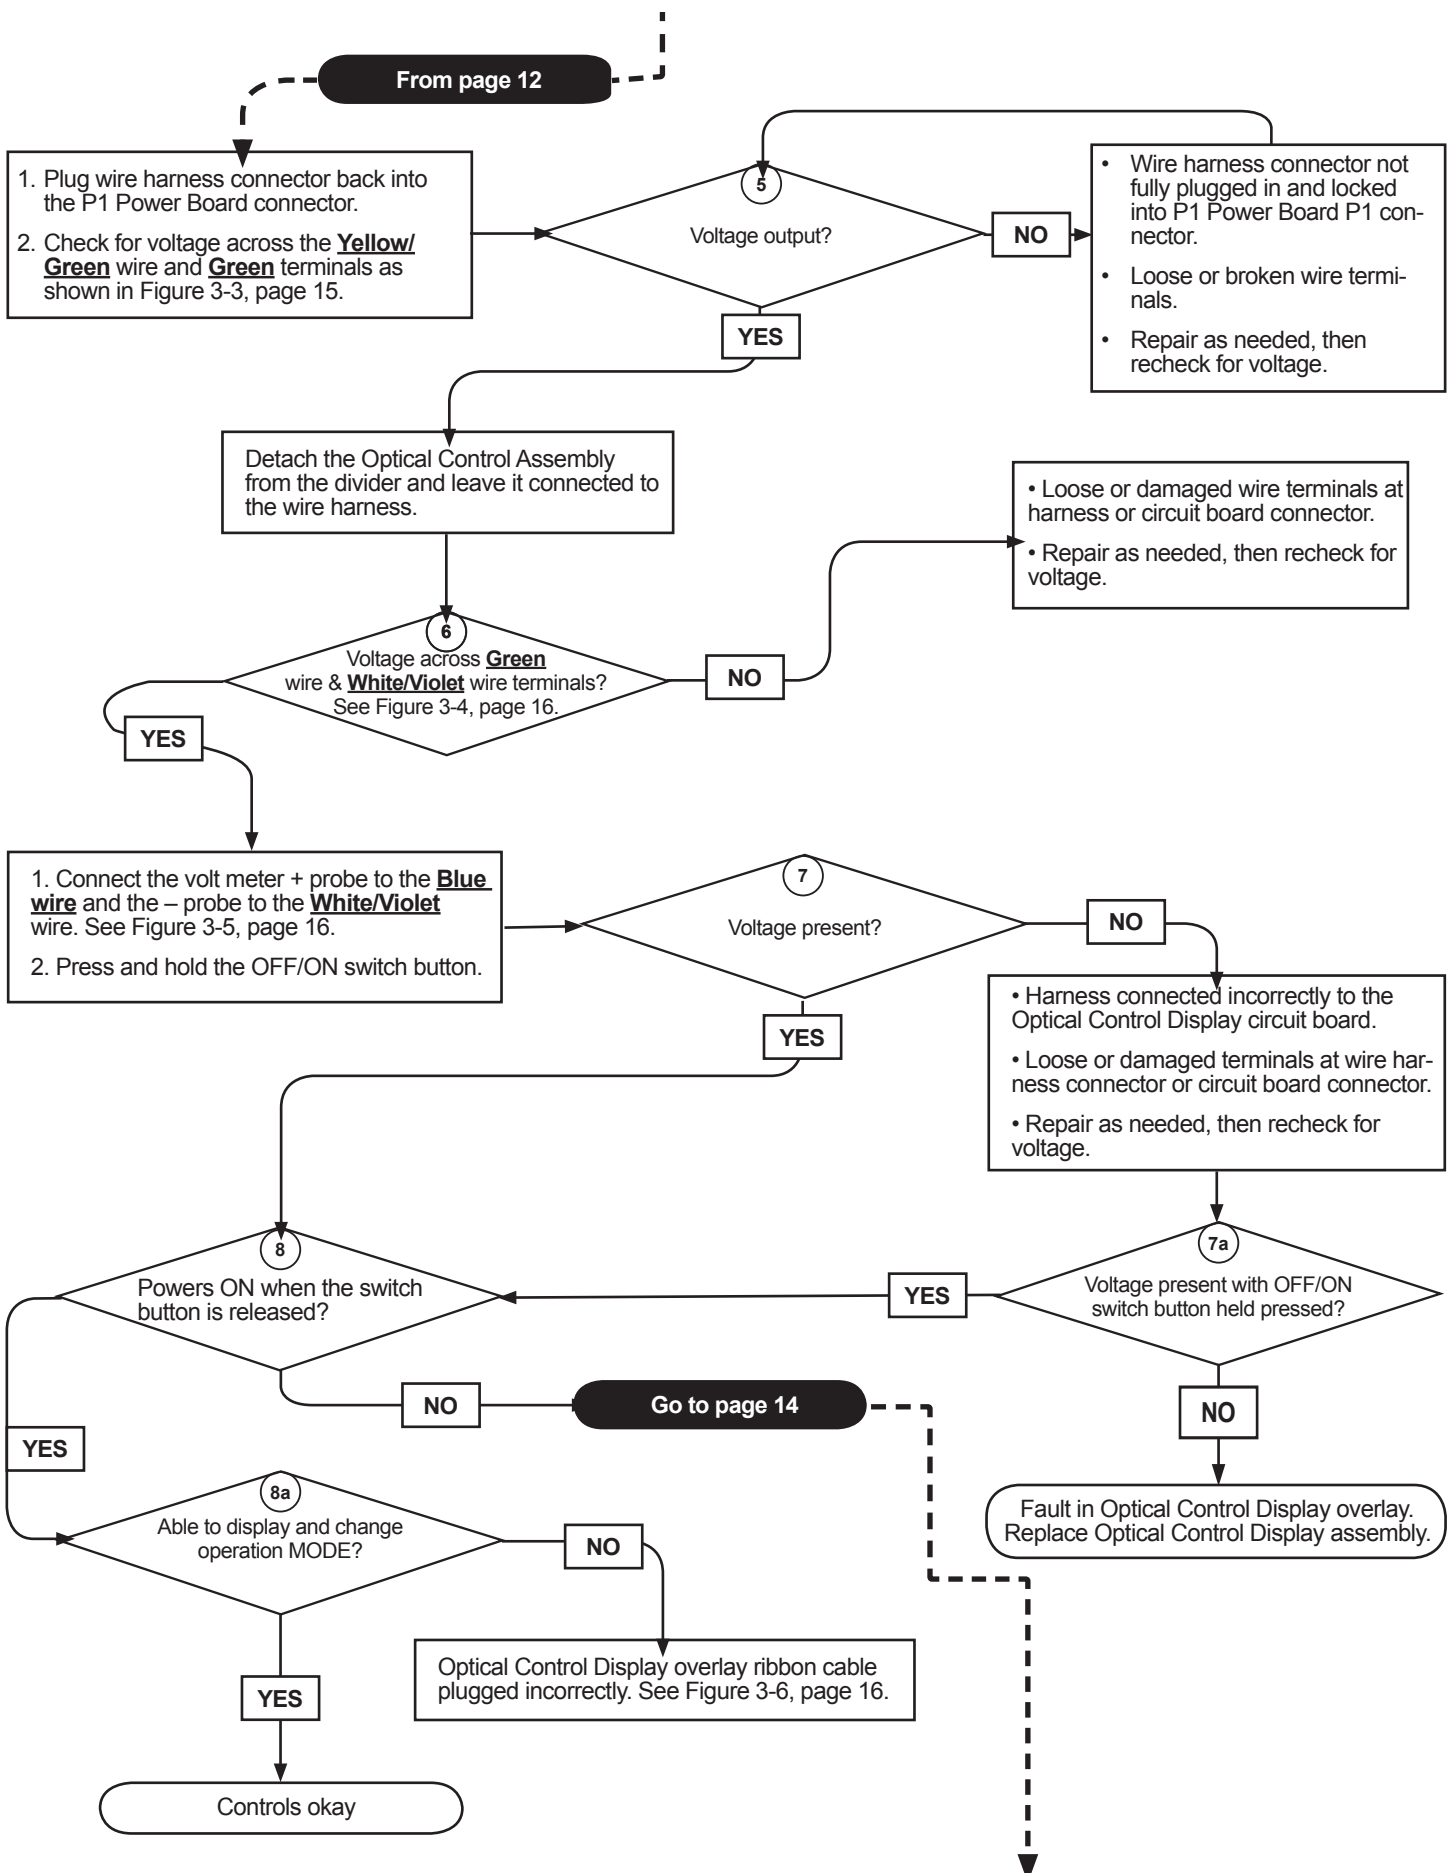 From page 12
1. Plug wire harness connector back into
the P1 Power Board connector.
2. Check for voltage across the Yellow/
Green wire and Green terminals as
shown in Figure 3-3, page 15.
5
Voltage output?
NO
• Wire harness connector not
fully plugged in and locked
into P1 Power Board P1 con-
nector.
• Loose or broken wire termi-
nals.
• Repair as needed, then
recheck for voltage.
YES
Detach the Optical Control Assembly
from the divider and leave it connected to
the wire harness.
6
Voltage across Green
wire & White/Violet wire terminals?
See Figure 3-4, page 16.
NO
• Loose or damaged wire terminals at
harness or circuit board connector.
• Repair as needed, then recheck for
voltage.
YES
1. Connect the volt meter + probe to the Blue
wire and the – probe to the White/Violet
wire. See Figure 3-5, page 16.
2. Press and hold the OFF/ON switch button.
7
Voltage present?
NO
• Harness connected incorrectly to the
Optical Control Display circuit board.
• Loose or damaged terminals at wire har-
ness connector or circuit board connector.
• Repair as needed, then recheck for
voltage.
YES
7a
Voltage present with OFF/ON
switch button held pressed?
YES
NO
Fault in Optical Control Display overlay.
Replace Optical Control Display assembly.
8
Powers ON when the switch
button is released?
NO
Go to page 14
YES
8a
Able to display and change
operation MODE?
NO
Optical Control Display overlay ribbon cable
plugged incorrectly. See Figure 3-6, page 16.
YES
Controls okay